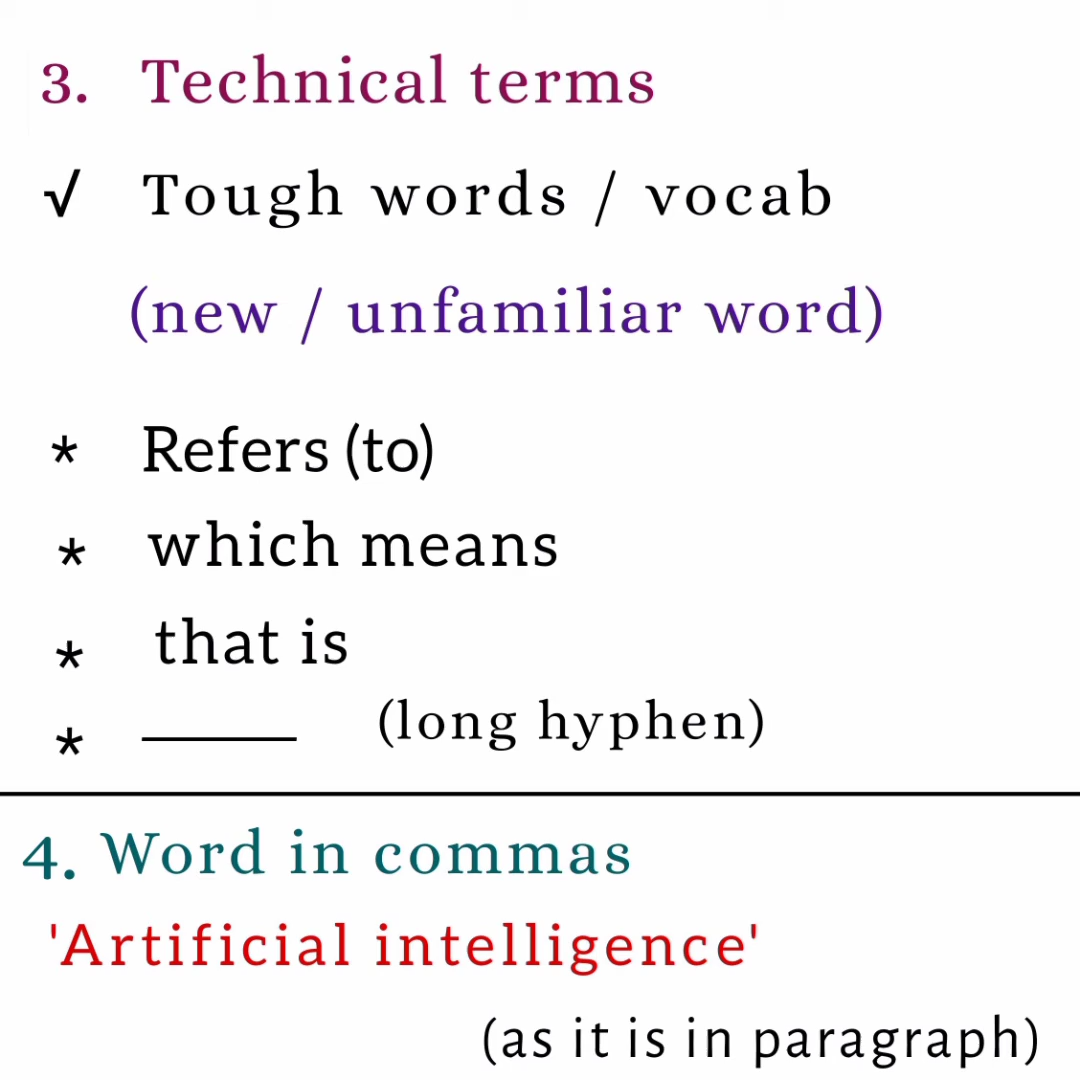 3. Technical terms
√ Tough words / vocab
(new / unfamiliar word)
* Refers (to)
* which means
* that is
* _____ (long hyphen)
4. Word in commas
'Artificial intelligence'
(as it is in paragraph)